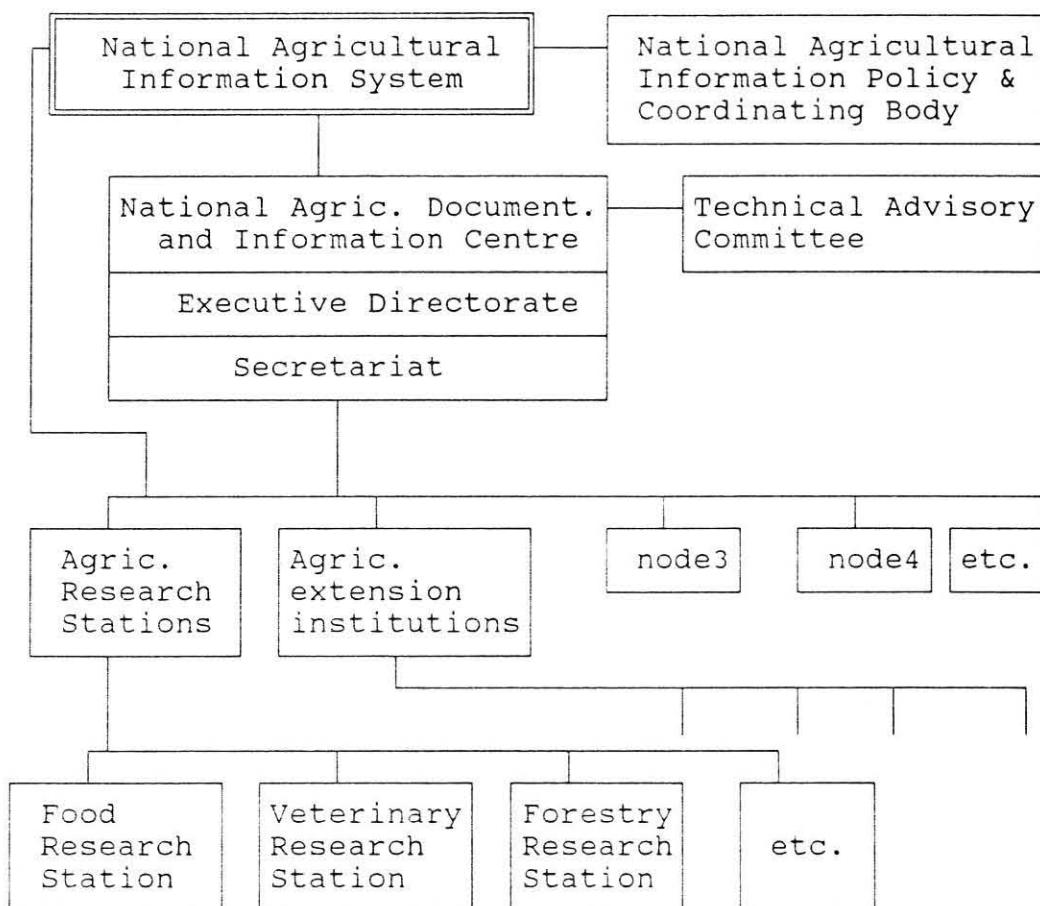 National Agricultural
Information System
National Agricultural
Information Policy &
Coordinating Body
National Agric. Document.
and Information Centre
Technical Advisory
Committee
Executive Directorate
Secretariat
Agric.
Research
Stations
Agric.
extension
institutions
node3
node4
etc.
Food
Research
Station
Veterinary
Research
Station
Forestry
Research
Station
etc.